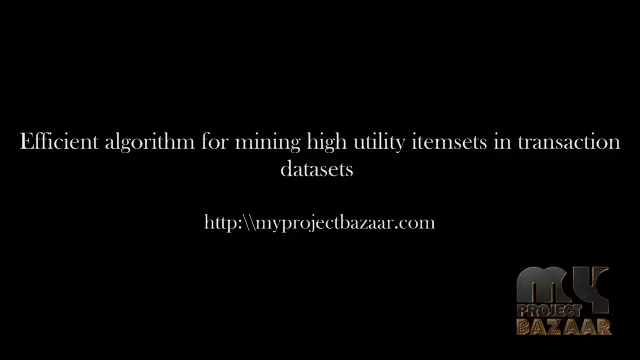 Efficient algorithm for mining high utility itemsets in transaction
datasets
http:\\myprojectbazaar.com
MY
PROJECT
BAZAAR